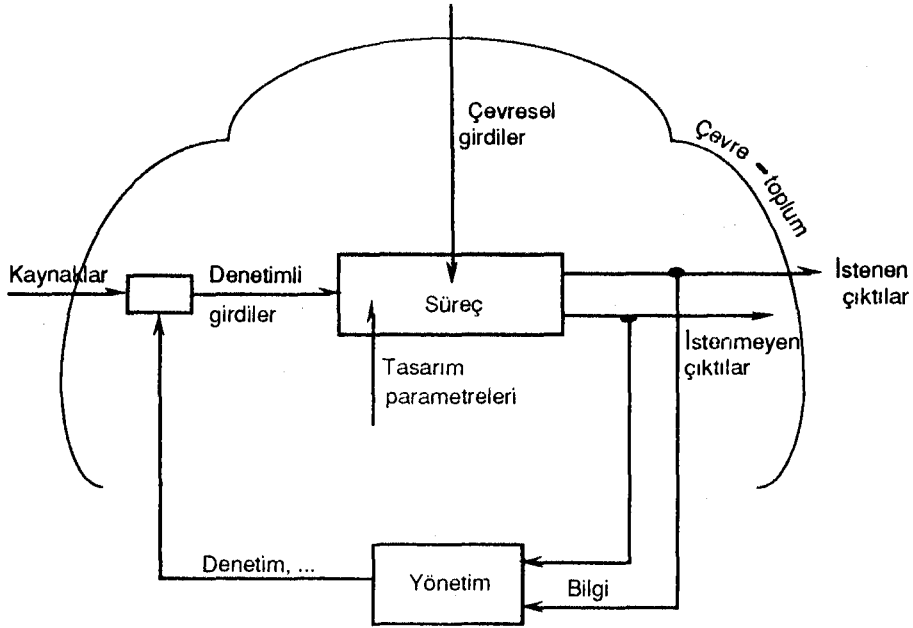 Çevresel
girdiler
Çevre – toplum
Kaynaklar
Denetimli
girdiler
Süreç
İstenen
çıktılar
İstenmeyen
çıktılar
Tasarım
parametreleri
Denetim, ...
Yönetim
Bilgi